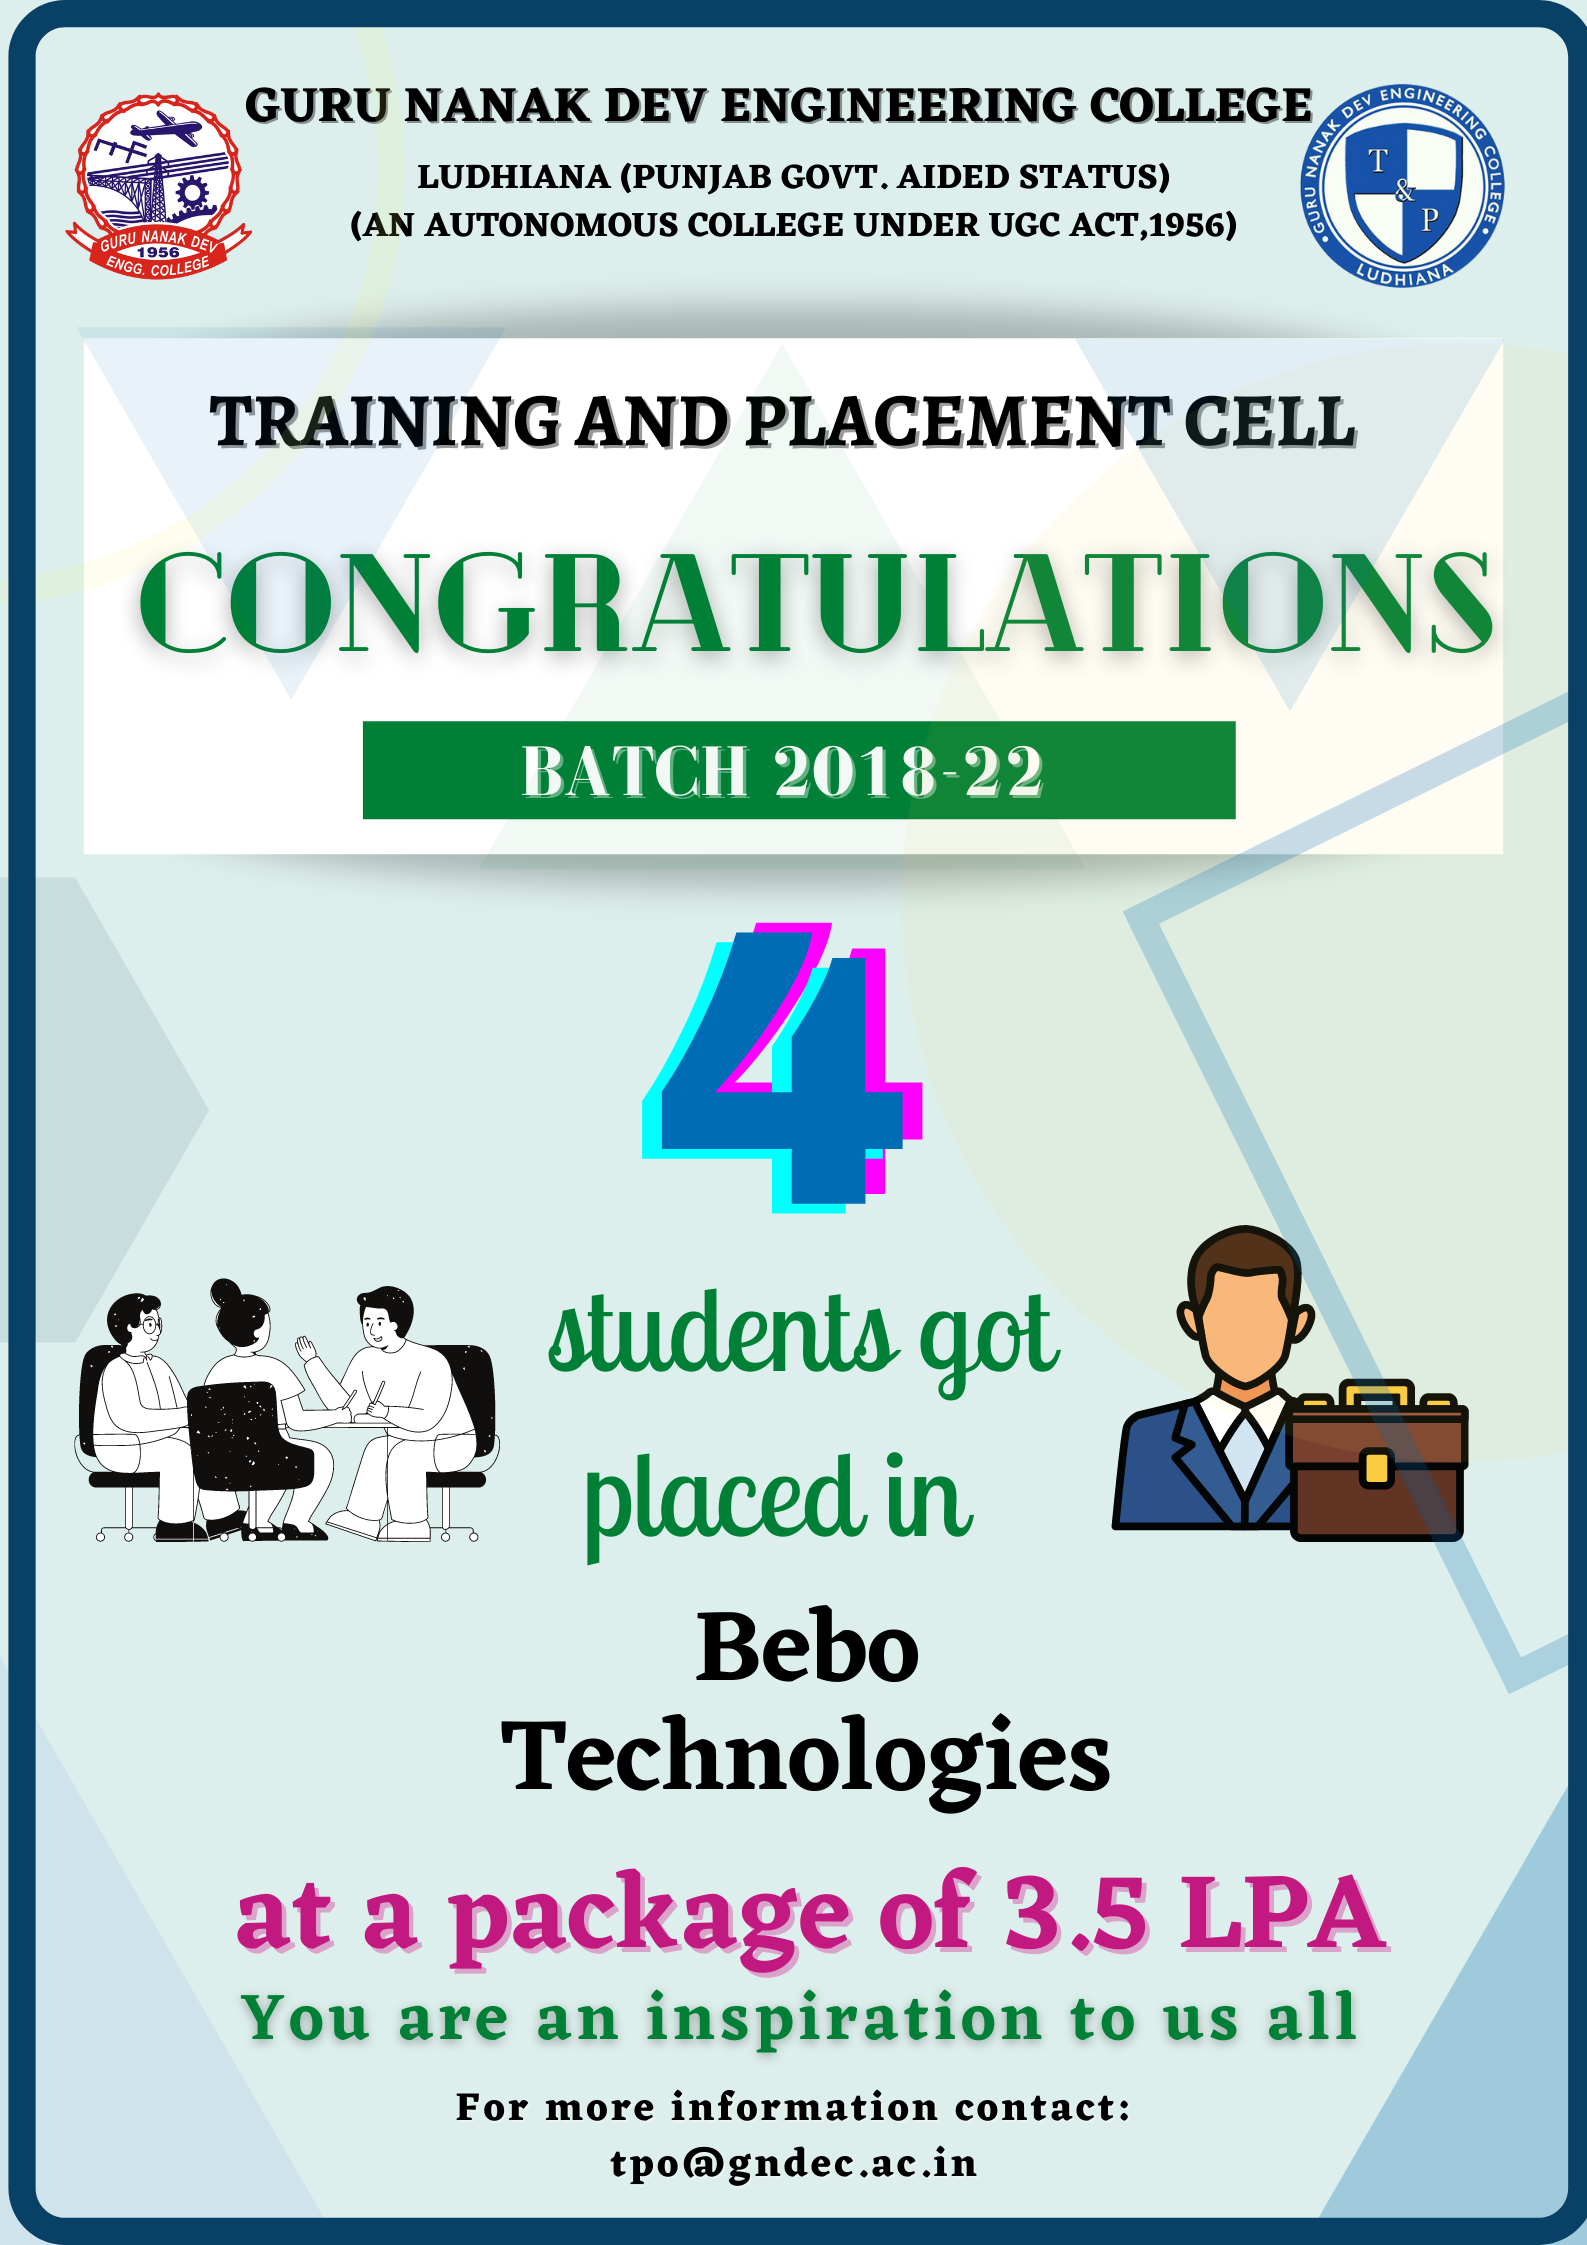 GURU NANAK DEV ENGINEERING COLLEGE
LUDHIANA (PUNJAB GOVT. AIDED STATUS)
(AN AUTONOMOUS COLLEGE UNDER UGC ACT,1956)
GURU NANAK DEV
1956
ENGG. COLLEGE
GURU NANAK DEV ENGINEERING COLLEGE
T
&
P
LUDHIANA
TRAINING AND PLACEMENT CELL
CONGRATULATIONS
BATCH 2018-22
4
students got
placed in
Bebo
Technologies
at a package of 3.5 LPA
You are an inspiration to us all
For more information contact:
tpo@gndec.ac.in